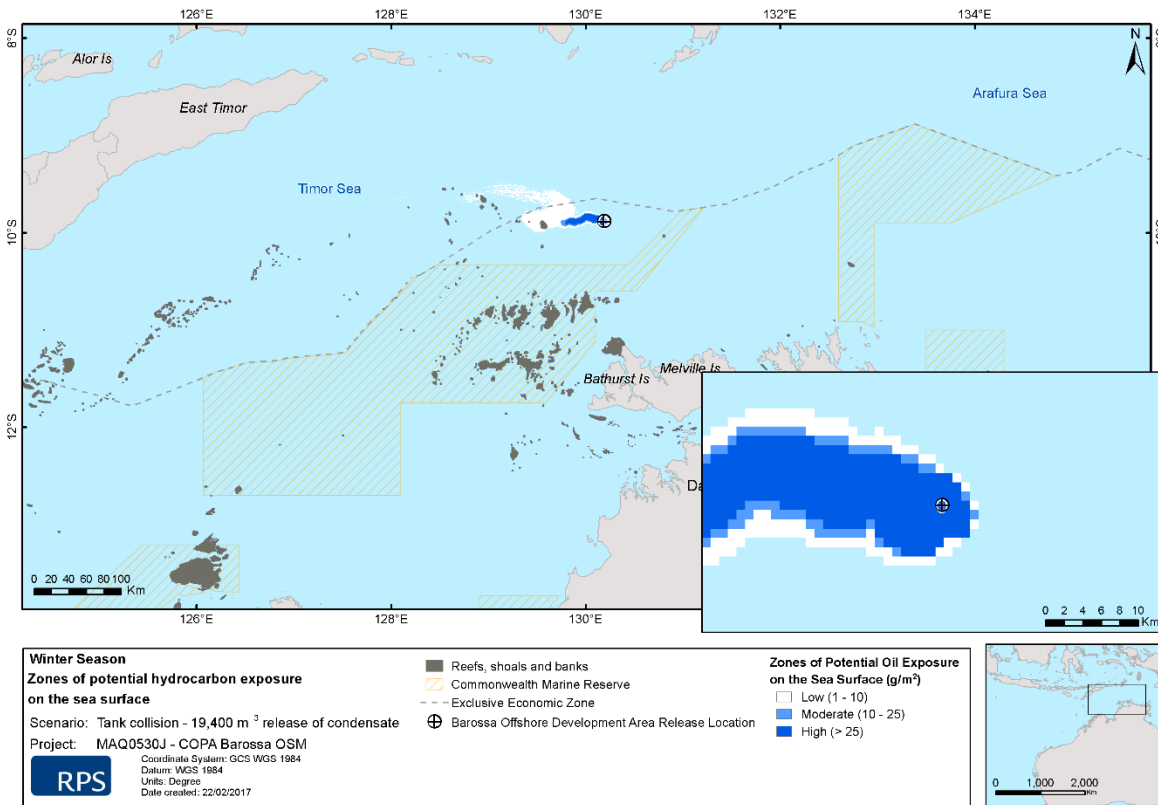 126°E 128°E 130°E 132°E 134°E
8°S
N
Alor Is
East Timor
Arafura Sea
Timor Sea
10°S
Melville Is
Bathurst Is
12°S
Da
0 20 40 60 80 100
Km
0 2 4 6 8 10
Km
126°E 128°E 130°E
Winter Season
Zones of potential hydrocarbon exposure
on the sea surface
Scenario: Tank collision - 19,400 m ³ release of condensate
Project: MAQ0530J - COPA Barossa OSM
RPS
Coordinate System: GCS WGS 1984
Datum: WGS 1984
Units: Degree
Date created: 22/02/2017
Reefs, shoals and banks
Commonwealth Marine Reserve
Exclusive Economic Zone
Barossa Offshore Development Area Release Location
Zones of Potential Oil Exposure
on the Sea Surface (g/m²)
Low (1 - 10)
Moderate (10 - 25)
High (> 25)
0 1,000 2,000
Km